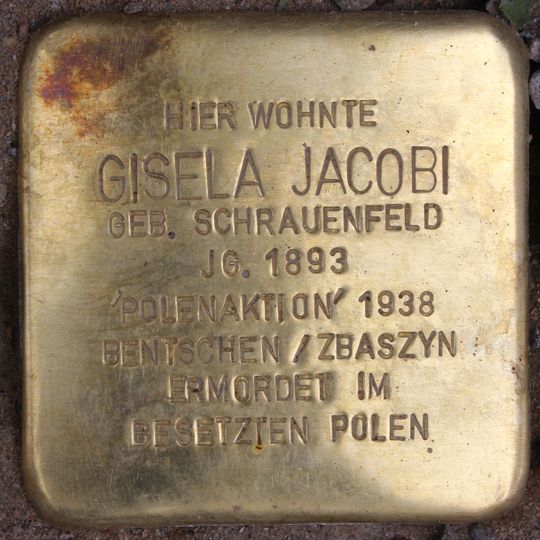 HIER WOHNTE
GISELA JACOBI
GEB. SCHRAUENFELD
JG. 1893
'POLENAKTION' 1938
BENTSCHEN / ZBASZYN
ERMORDET IM
BESETZTEN POLEN